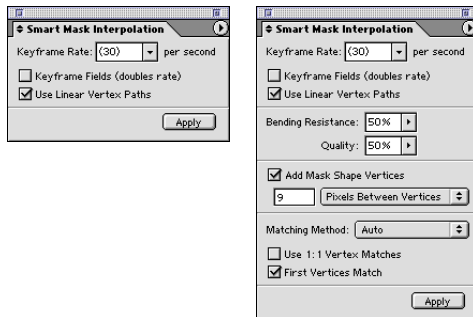 Smart Mask Interpolation
Keyframe Rate: (30) per second
Keyframe Fields (doubles rate)
Use Linear Vertex Paths
Apply
Smart Mask Interpolation
Keyframe Rate: (30) per second
Keyframe Fields (doubles rate)
Use Linear Vertex Paths
Bending Resistance: 50%
Quality: 50%
Add Mask Shape Vertices
9 Pixels Between Vertices
Matching Method: Auto
Use 1:1 Vertex Matches
First Vertices Match
Apply